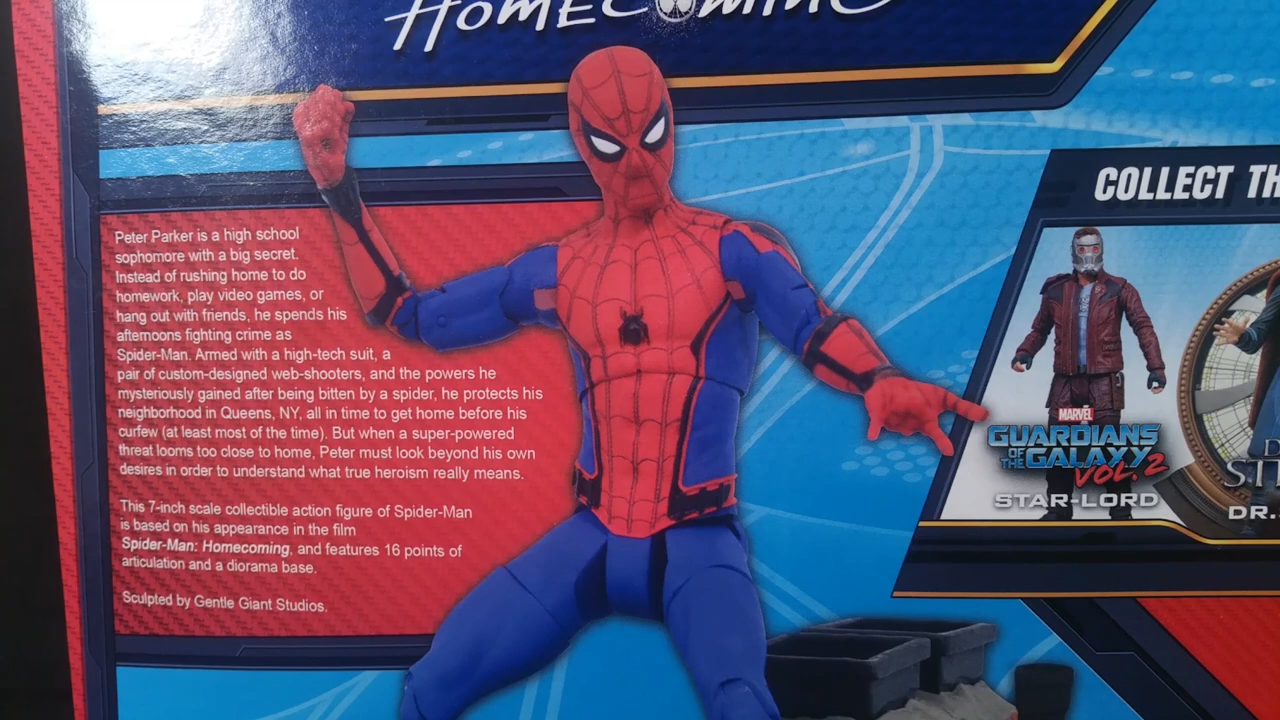 HOMECOMING
Peter Parker is a high school
sophomore with a big secret.
Instead of rushing home to do
homework, play video games, or
hang out with friends, he spends his
afternoons fighting crime as
Spider-Man. Armed with a high-tech suit, a
pair of custom-designed web-shooters, and the powers he
mysteriously gained after being bitten by a spider, he protects his
neighborhood in Queens, NY, all in time to get home before his
curfew (at least most of the time). But when a super-powered
threat looms too close to home, Peter must look beyond his own
desires in order to understand what true heroism really means.
This 7-inch scale collectible action figure of Spider-Man
is based on his appearance in the film
Spider-Man: Homecoming, and features 16 points of
articulation and a diorama base.
Sculpted by Gentle Giant Studios.
COLLECT TH
MARVEL
GUARDIANS
OF THE GALAXY
VOL. 2
STAR-LORD
D
ST
DR.